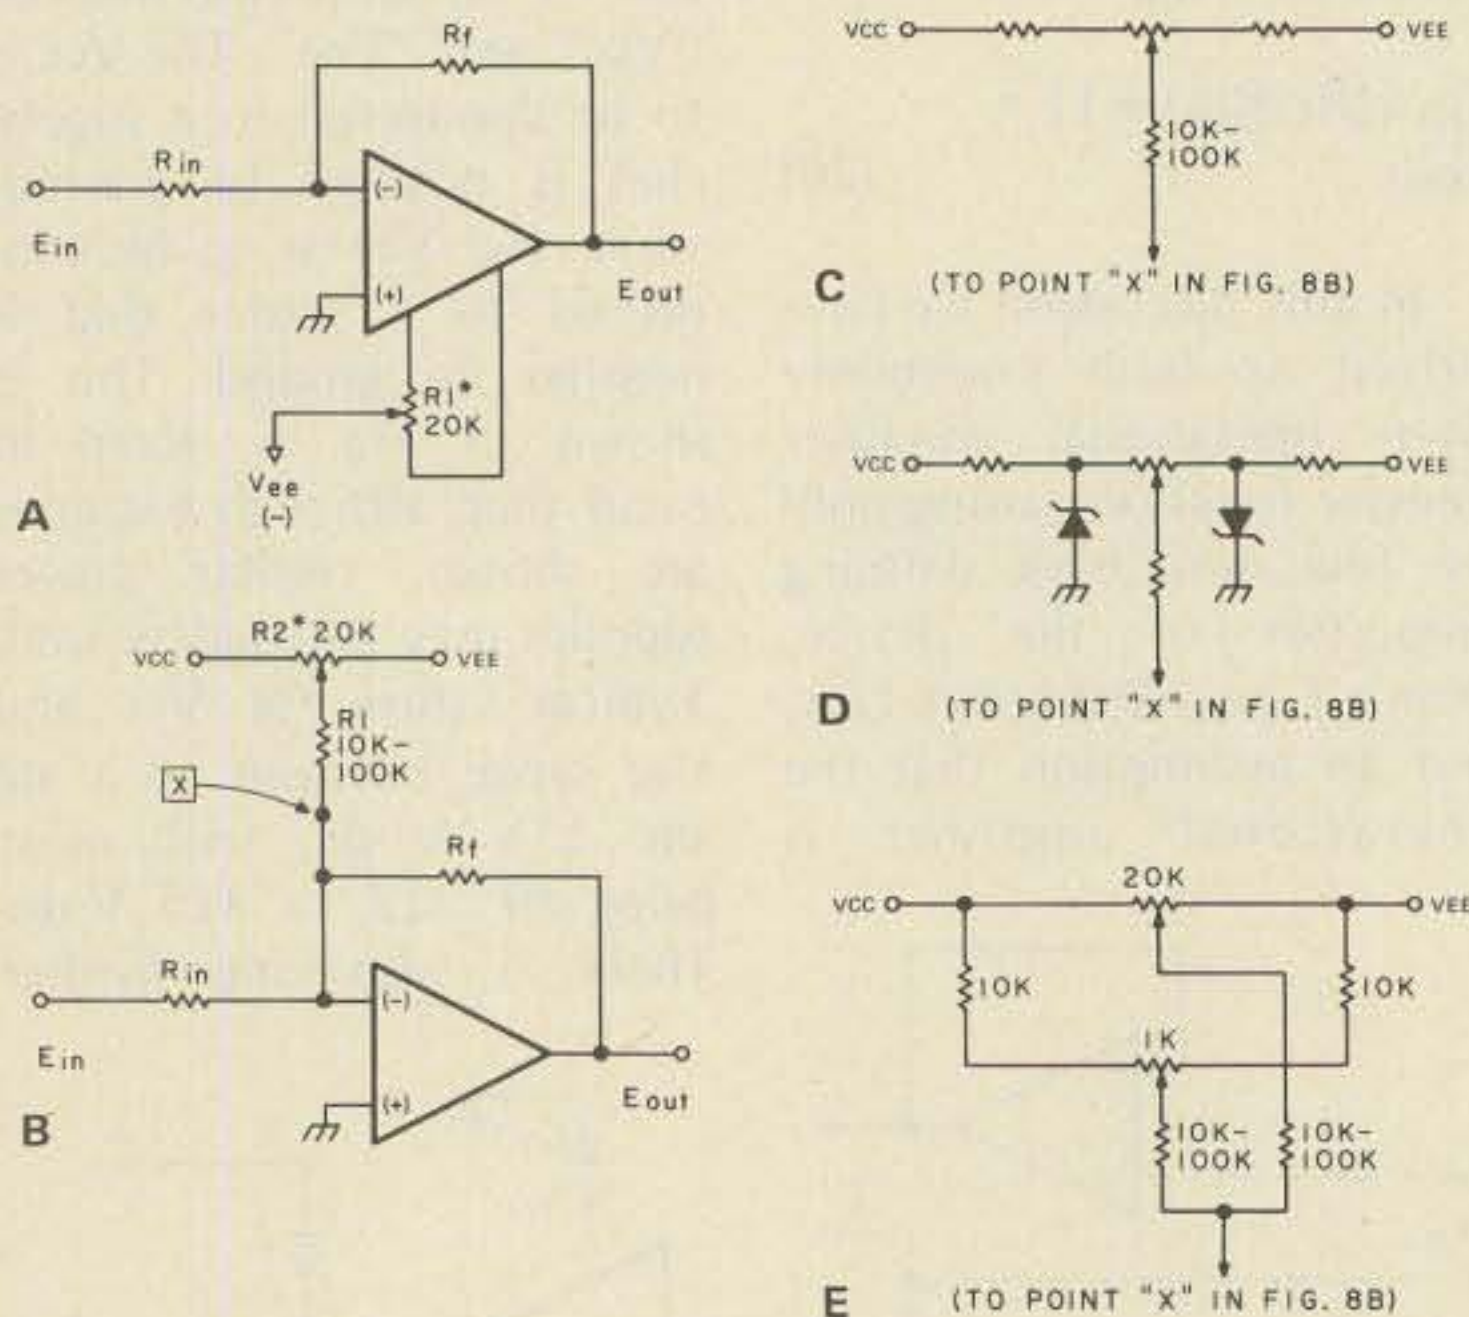 Rf
Rin
(-)
Ein
(+)
Eout
R1*
20K
Vee
(-)
A
R2* 20K
VCC
VEE
R1
10K-
100K
X
Rf
Rin
(-)
Ein
(+)
Eout
B
VCC
VEE
10K-
100K
C
(TO POINT "X" IN FIG. 8B)
VCC
VEE
D
(TO POINT "X" IN FIG. 8B)
20K
VCC
VEE
10K
10K
1K
10K-
100K
10K-
100K
(TO POINT "X" IN FIG. 8B)
E